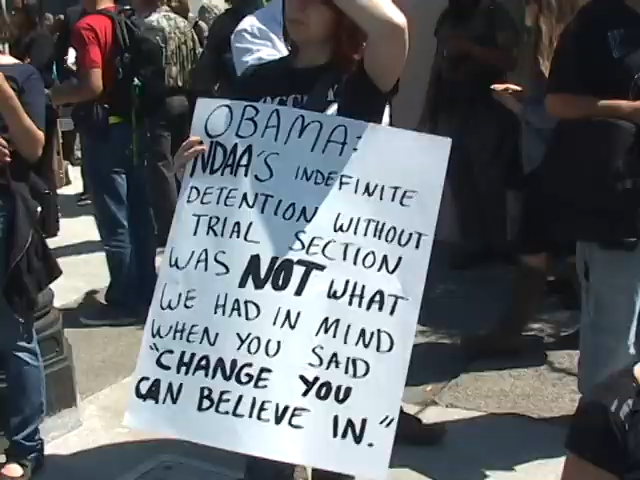 OBAMA:
NDAA'S INDEFINITE
DETENTION WITHOUT
TRIAL SECTION
WAS NOT WHAT
WE HAD IN MIND
WHEN YOU SAID
"CHANGE YOU
CAN BELIEVE IN."